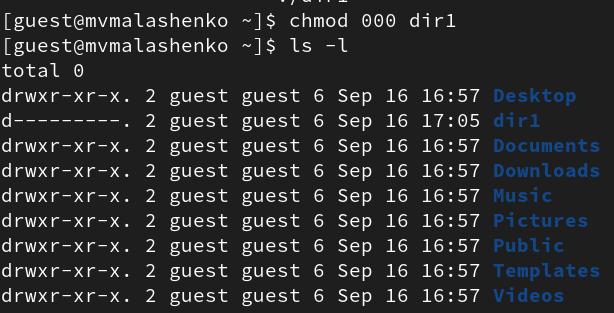 [guest@mvmalashenko ~]$ chmod 000 dir1
[guest@mvmalashenko ~]$ ls -l
total 0
drwxr-xr-x. 2 guest guest 6 Sep 16 16:57 Desktop
d---------. 2 guest guest 6 Sep 16 17:05 dir1
drwxr-xr-x. 2 guest guest 6 Sep 16 16:57 Documents
drwxr-xr-x. 2 guest guest 6 Sep 16 16:57 Downloads
drwxr-xr-x. 2 guest guest 6 Sep 16 16:57 Music
drwxr-xr-x. 2 guest guest 6 Sep 16 16:57 Pictures
drwxr-xr-x. 2 guest guest 6 Sep 16 16:57 Public
drwxr-xr-x. 2 guest guest 6 Sep 16 16:57 Templates
drwxr-xr-x. 2 guest guest 6 Sep 16 16:57 Videos